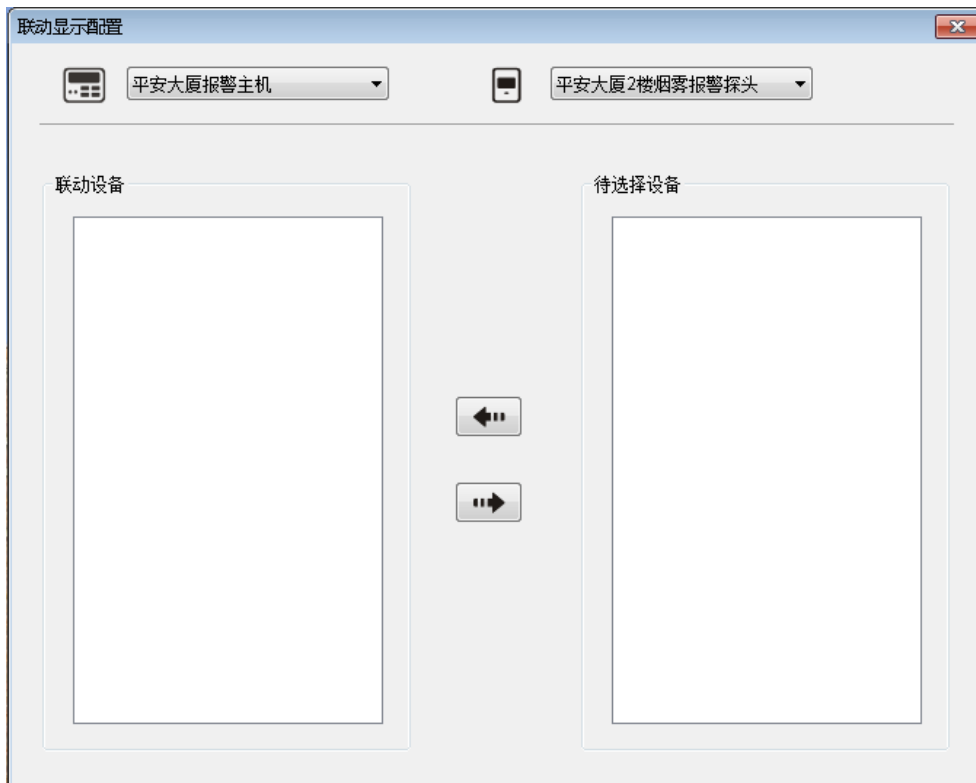 联动显示配置
平安大厦报警主机
平安大厦2楼烟雾报警探头
联动设备
待选择设备